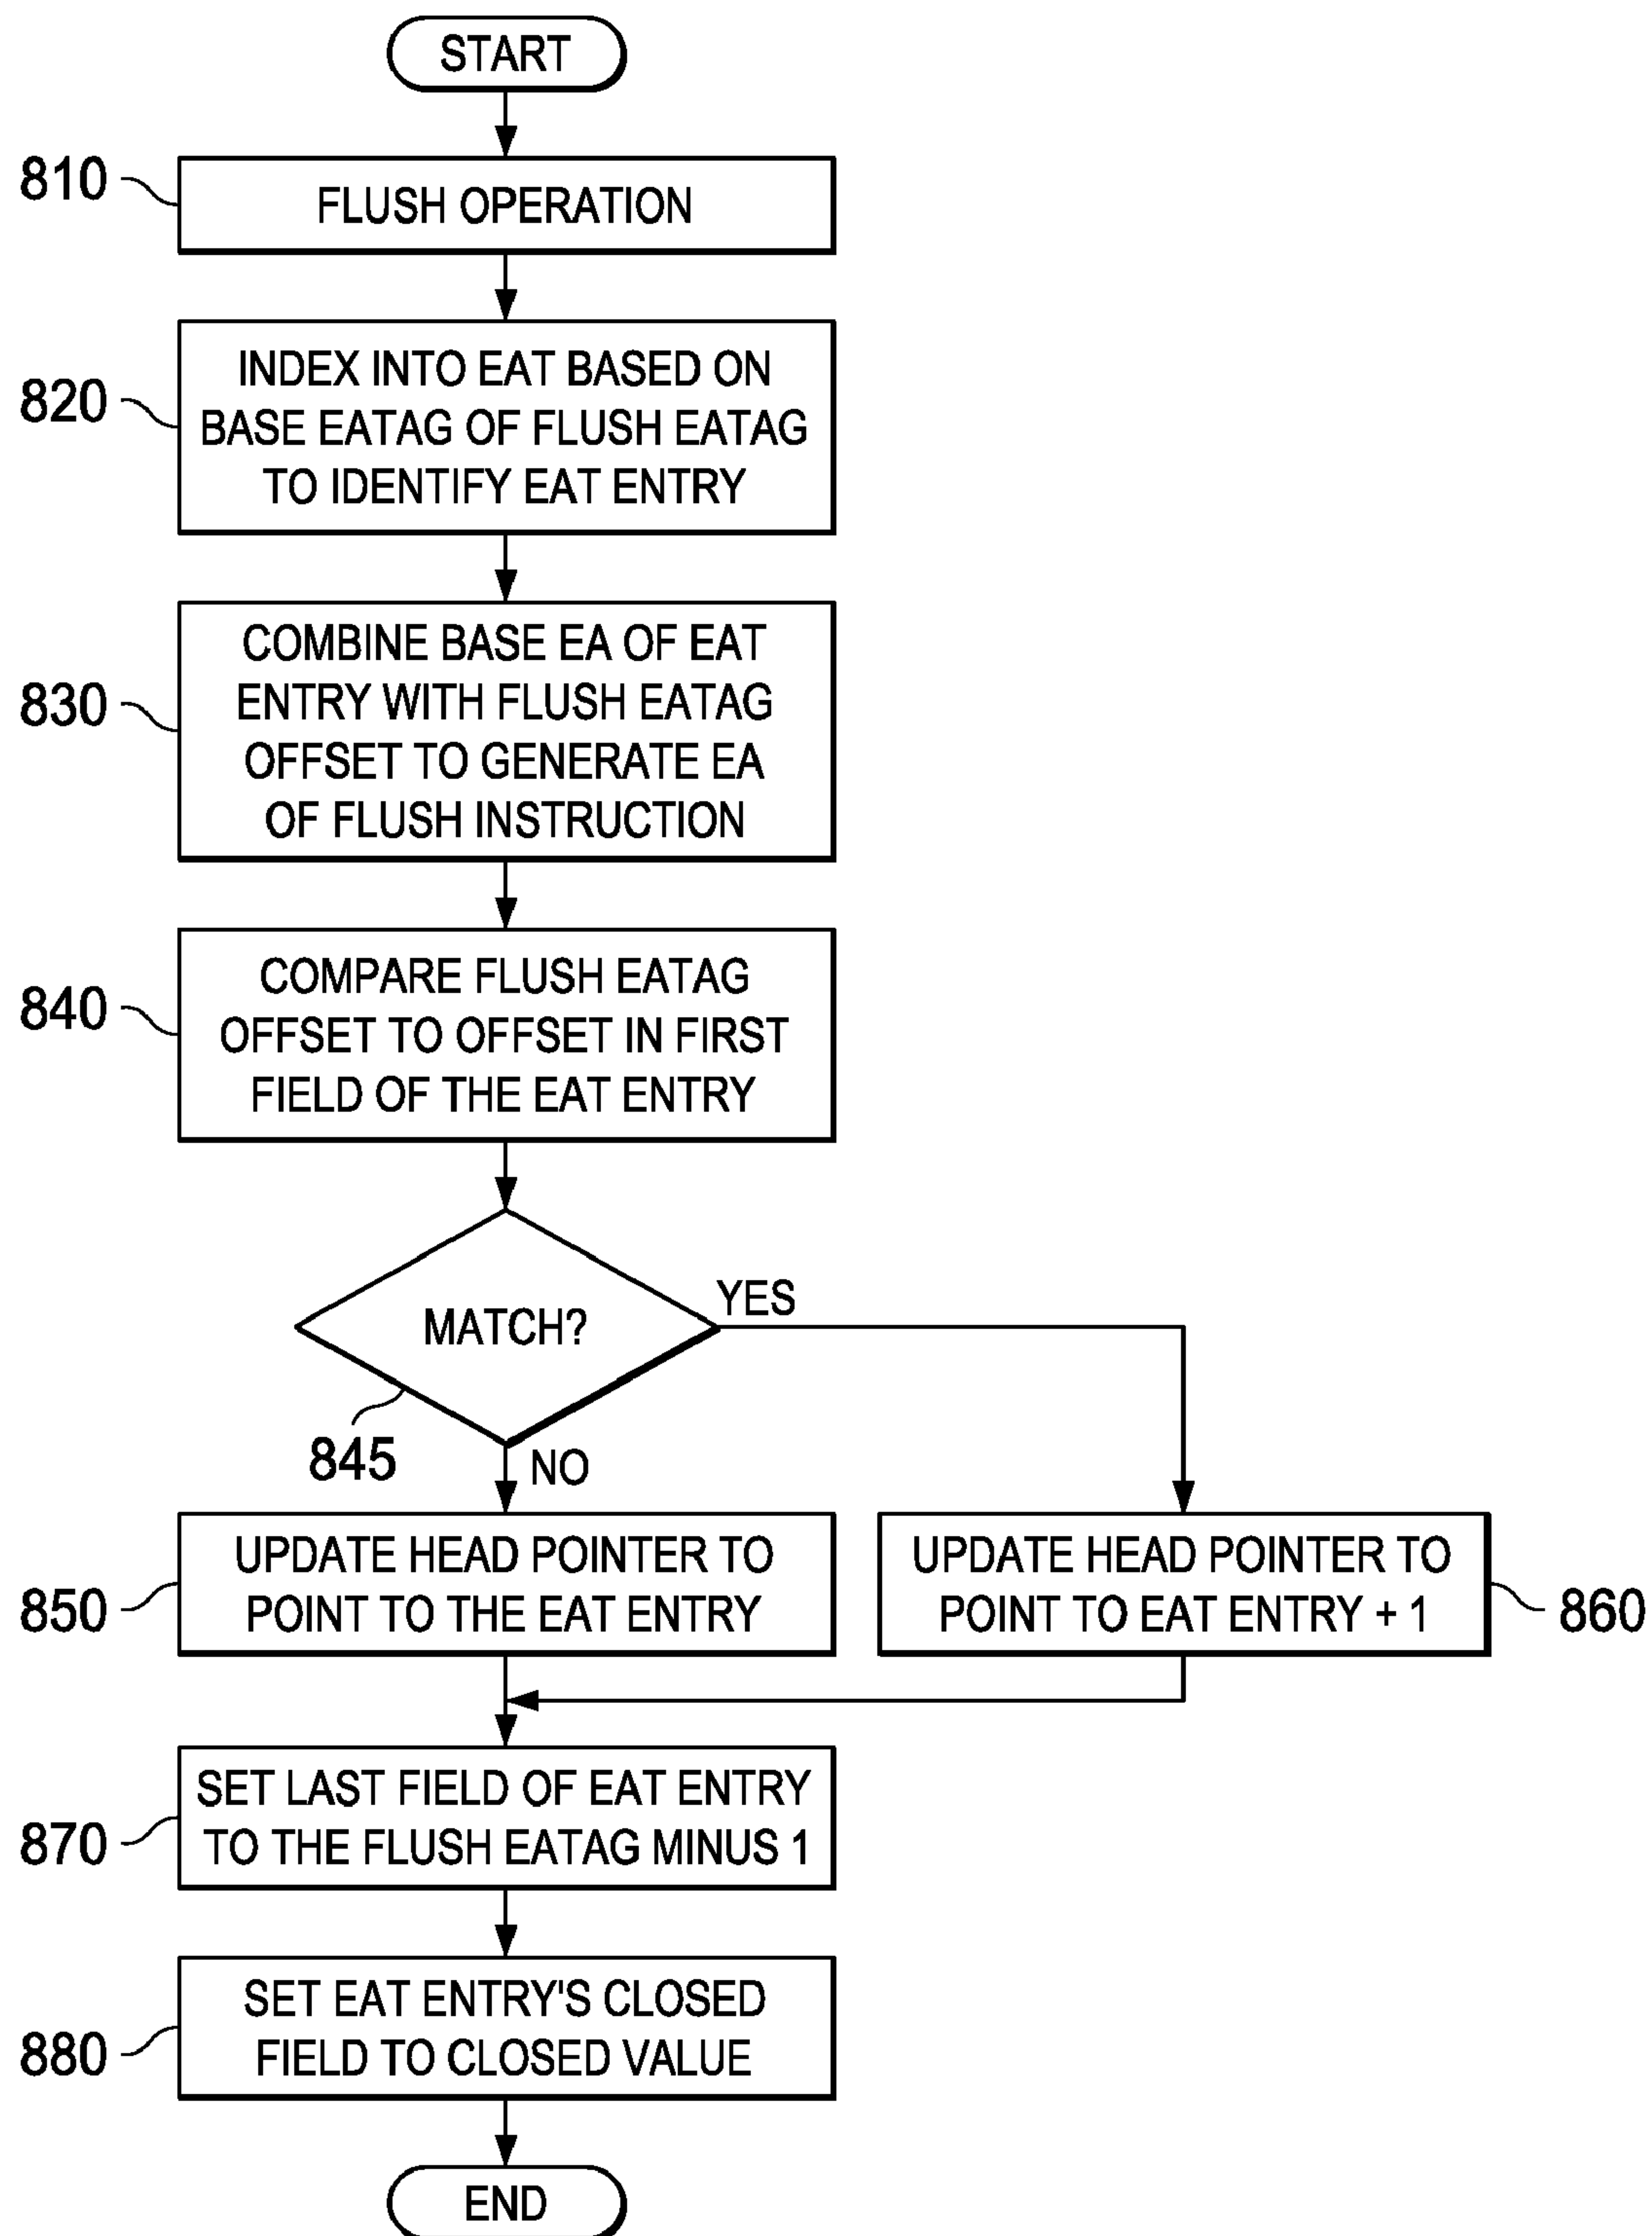 START
810
FLUSH OPERATION
820
INDEX INTO EAT BASED ON
BASE EATAG OF FLUSH EATAG
TO IDENTIFY EAT ENTRY
830
COMBINE BASE EA OF EAT
ENTRY WITH FLUSH EATAG
OFFSET TO GENERATE EA
OF FLUSH INSTRUCTION
840
COMPARE FLUSH EATAG
OFFSET TO OFFSET IN FIRST
FIELD OF THE EAT ENTRY
MATCH?
YES
845
NO
850
UPDATE HEAD POINTER TO
POINT TO THE EAT ENTRY
UPDATE HEAD POINTER TO
POINT TO EAT ENTRY + 1
860
870
SET LAST FIELD OF EAT ENTRY
TO THE FLUSH EATAG MINUS 1
880
SET EAT ENTRY'S CLOSED
FIELD TO CLOSED VALUE
END